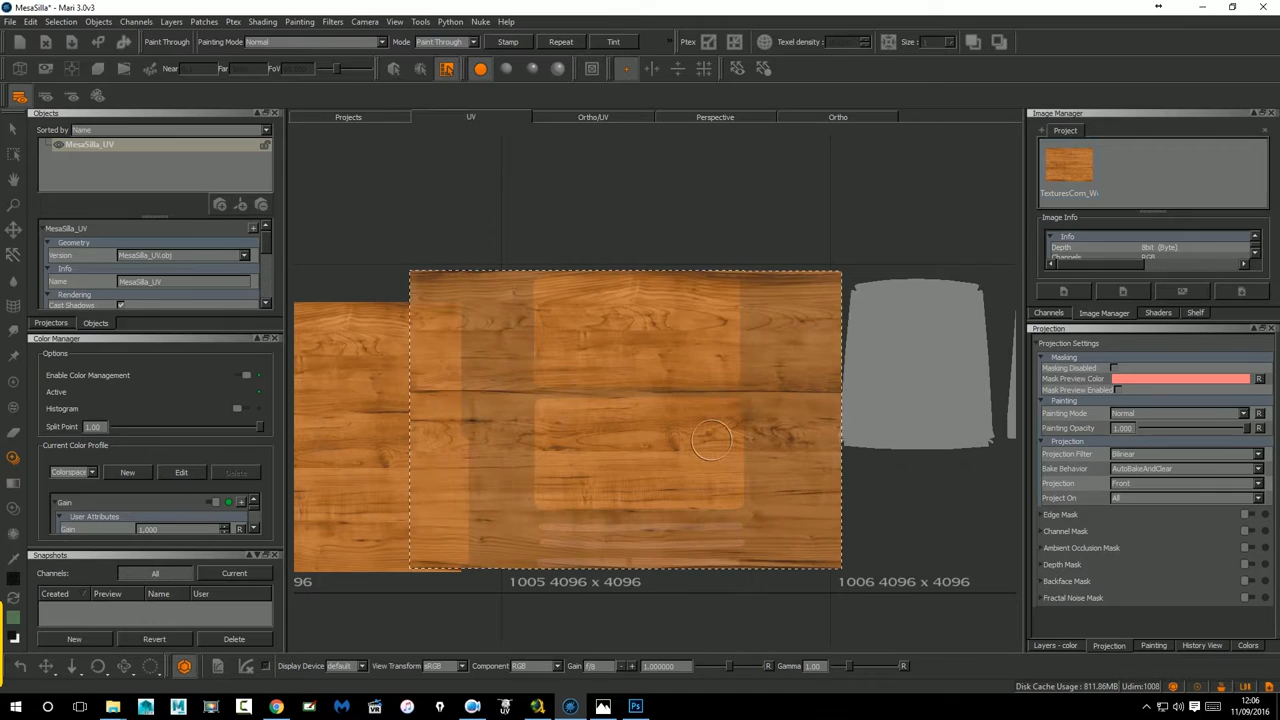 MesaSilla* - Mari 3.0v3
File Edit Selection Objects Channels Layers Patches Ptex Shading Painting Filters Camera View Tools Python Nuke Help
Paint Through Painting Mode Normal Mode Paint Through Stamp Repeat Tint » Ptex Texel density: Size: 1
Near FoV
Objects
Sorted by Name
MesaSilla_UV
MesaSilla_UV
Geometry
Version MesaSilla_UV.obj
Info
Name MesaSilla_UV
Rendering
Cast Shadows
Projectors Objects
Color Manager
Options
Enable Color Management
Active
Histogram
Split Point 1.00
Current Color Profile
Colorspace New Edit Delete
Gain
User Attributes
Gain 1,000 R
Snapshots
Channels: All Current
Created Preview Name User
New Revert Delete
Projects UV Ortho/UV Perspective Ortho
96 1005 4096 x 4096 1006 4096 x 4096
Image Manager
Project
TexturesCom_W
Image Info
Info
Depth 8bit (Byte)
Channels RGB
Channels Image Manager Shaders Shelf
Projection
Projection Settings
Masking
Masking Disabled
Mask Preview Color R
Mask Preview Enabled
Painting
Painting Mode Normal R
Painting Opacity 1.000 R
Projection
Projection Filter Bilinear
Bake Behavior AutoBakeAndClear
Projection Front
Project On All
Edge Mask
Channel Mask
Ambient Occlusion Mask
Depth Mask
Backface Mask
Fractal Noise Mask
Layers - color Projection Painting History View Colors
Display Device default View Transform sRGB Component RGB Gain f/8 - + 1.000000 R Gamma 1.00 R
Disk Cache Usage : 811.86MB Udim:1008
12:06
11/09/2016